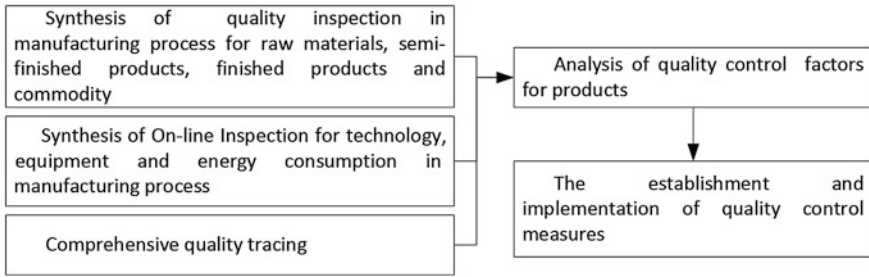 Synthesis of quality inspection in
manufacturing process for raw materials, semi-
finished products, finished products and
commodity
Synthesis of On-line Inspection for technology,
equipment and energy consumption in
manufacturing process
Comprehensive quality tracing
Analysis of quality control factors
for products
The establishment and
implementation of quality control
measures